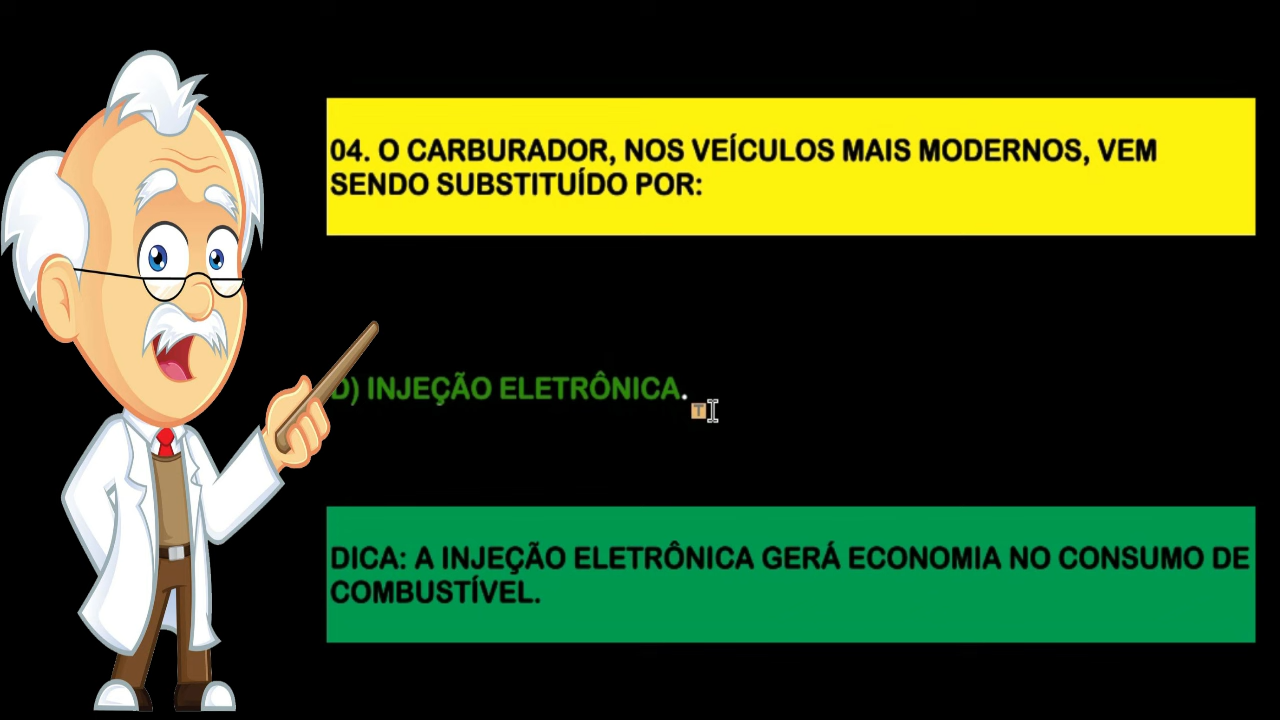 04. O CARBURADOR, NOS VEÍCULOS MAIS MODERNOS, VEM
SENDO SUBSTITUÍDO POR:
D) INJEÇÃO ELETRÔNICA.
T
DICA: A INJEÇÃO ELETRÔNICA GERÁ ECONOMIA NO CONSUMO DE
COMBUSTÍVEL.